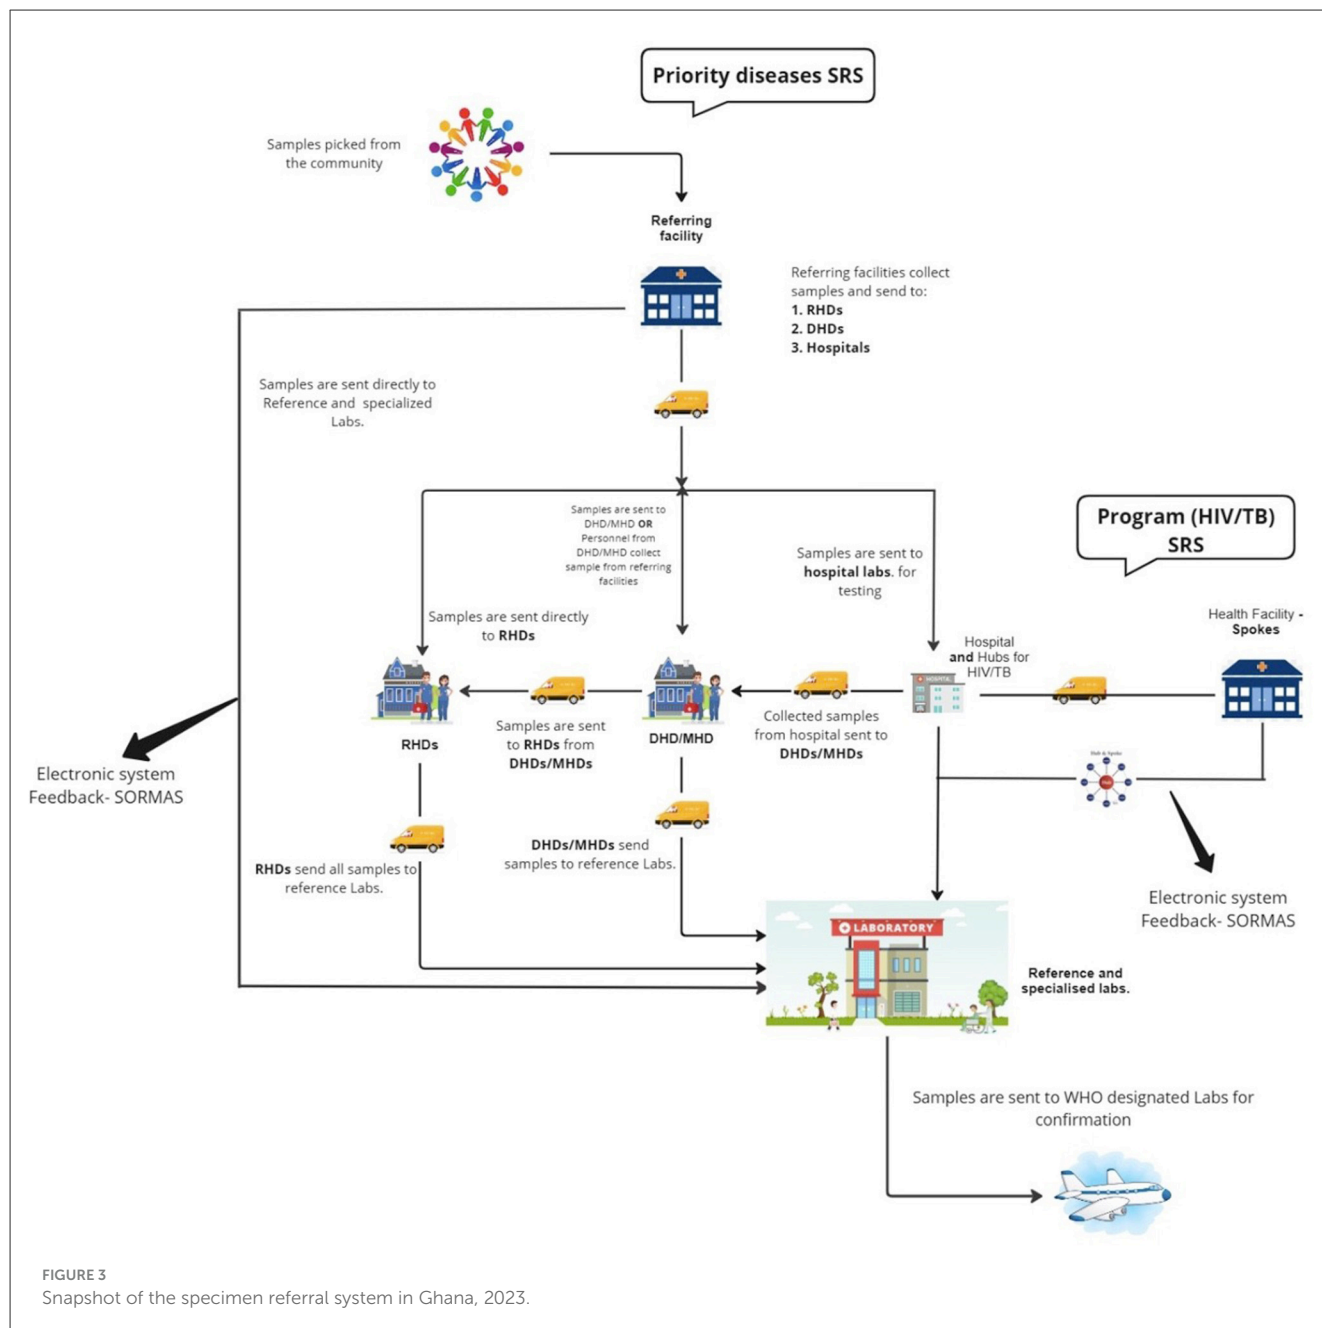 Priority diseases SRS
Samples picked from
the community
Referring
facility
Referring facilities collect
samples and send to:
1. RHDs
2. DHDs
3. Hospitals
Samples are sent directly to
Reference and specialized
Labs.
Samples are sent to
DHD/MHD OR
Personnel from
DHD/MHD collect
sample from referring
facilities
Samples are sent to
hospital labs. for
testing
Program (HIV/TB)
SRS
Samples are sent directly
to RHDs
Health Facility -
Spokes
Hospital
and Hubs for
HIV/TB
HOSPITAL
RHDs
Samples are sent
to RHDs from
DHDs/MHDs
DHD/MHD
Collected samples
from hospital sent to
DHDs/MHDs
Electronic system
Feedback- SORMAS
Hub & Spoke
Hub
RHDs send all samples to
reference Labs.
DHDs/MHDs send
samples to reference Labs.
Electronic system
Feedback- SORMAS
LABORATORY
Reference and
specialised labs.
Samples are sent to WHO designated Labs for
confirmation
FIGURE 3
Snapshot of the specimen referral system in Ghana, 2023.